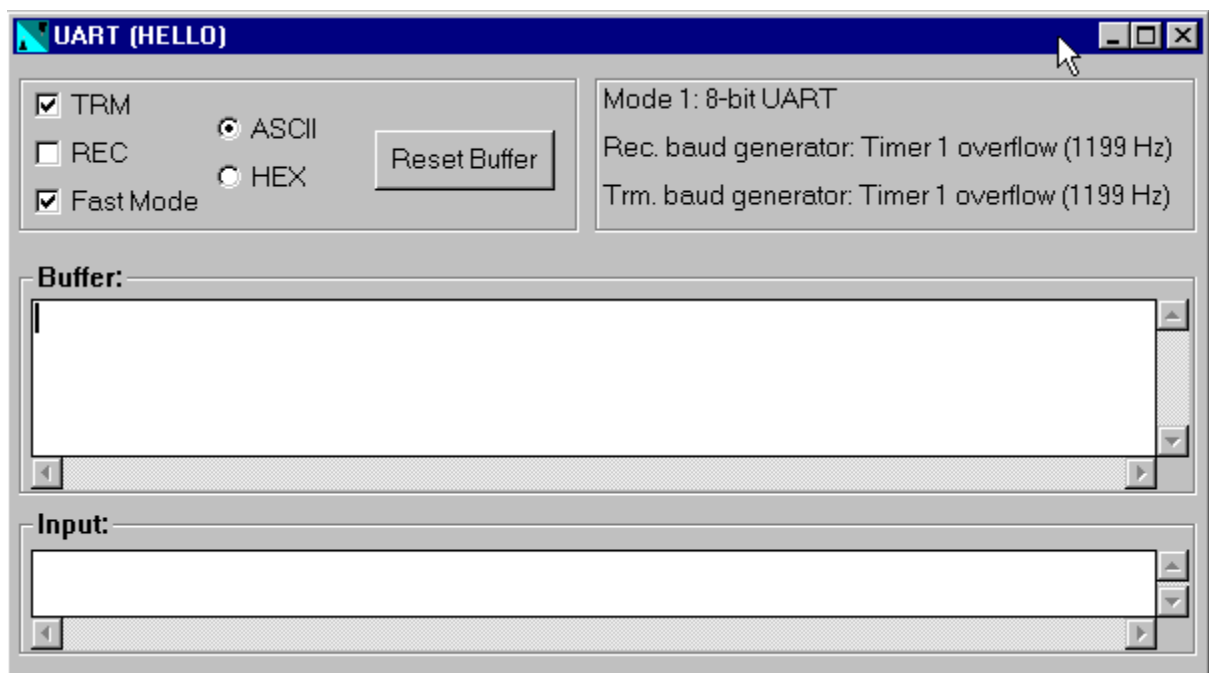 UART (HELLO)
TRM
REC
Fast Mode
ASCII
HEX
Reset Buffer
Mode 1: 8-bit UART
Rec. baud generator: Timer 1 overflow (1199 Hz)
Trm. baud generator: Timer 1 overflow (1199 Hz)
Buffer:
Input: